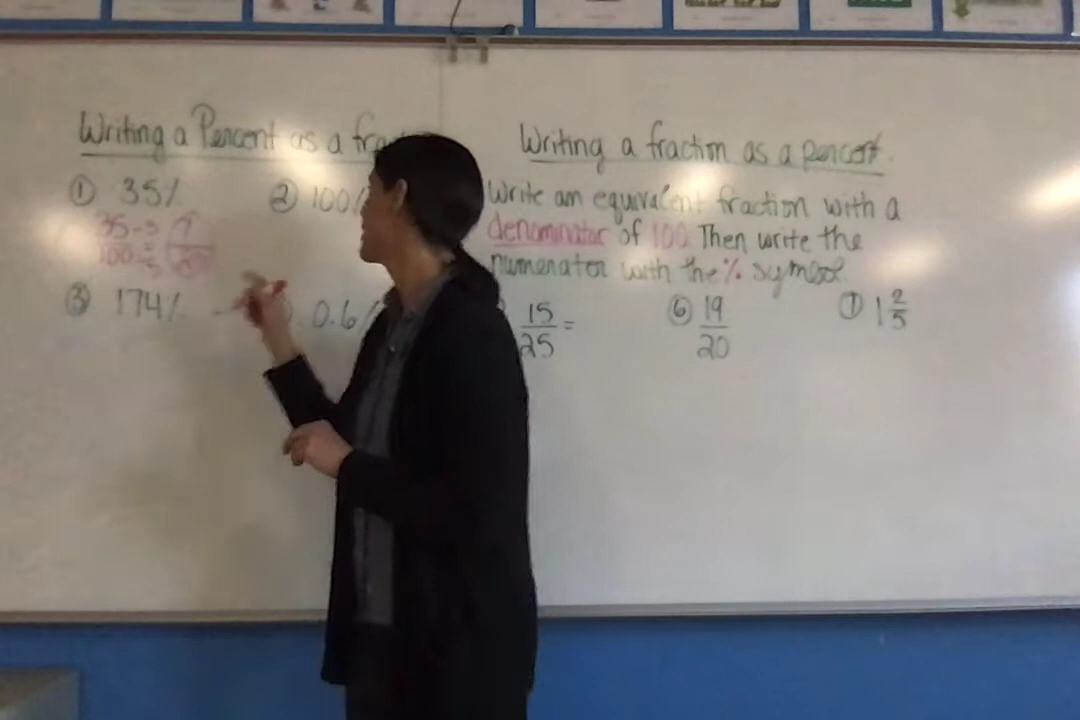 Writing a Percent as a
① 35%
② 100%
35 ÷ 5
100 ÷ 5
7
20
③ 174%
0.6%
Writing a fraction as a percent.
Write an equivalent fraction with a
denominator of 100. Then write the
numerator with the % symbol.
15
25
=
⑥ 19
20
⑦ 1 2
5